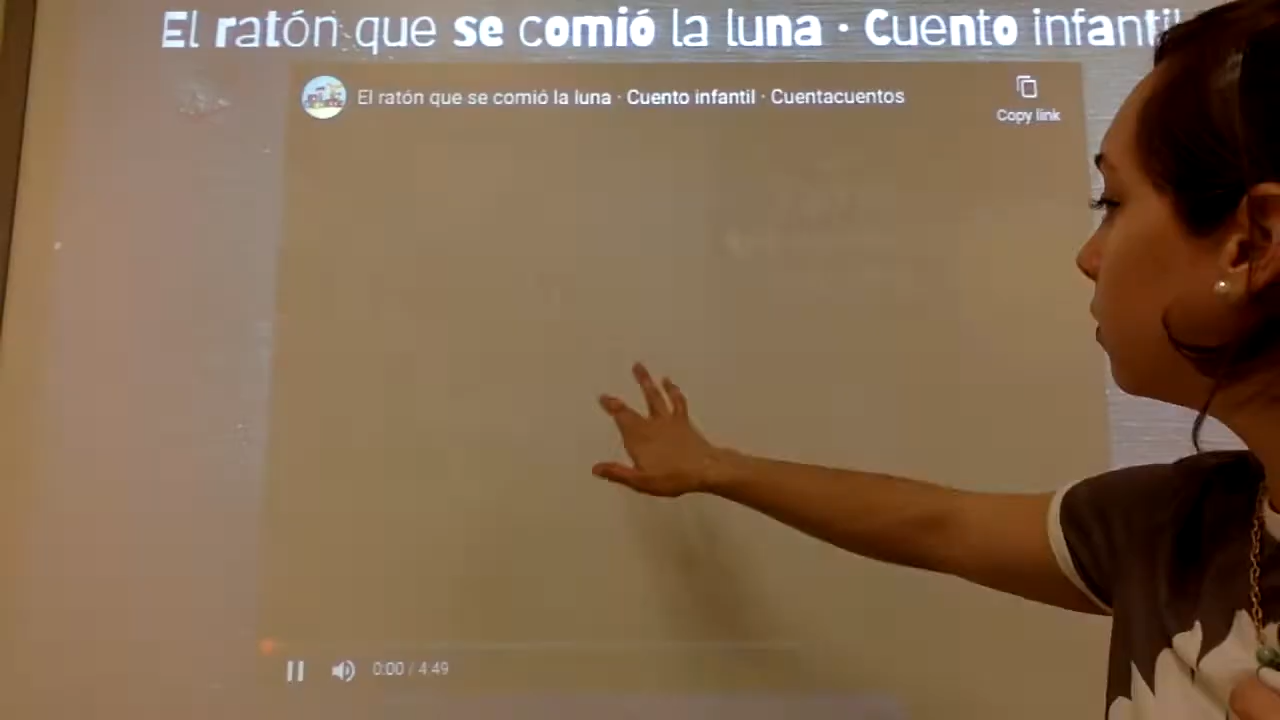 El ratón que se comió la luna · Cuento infantil
El ratón que se comió la luna · Cuento infantil · Cuentacuentos
Copy link
0:00 / 4:49